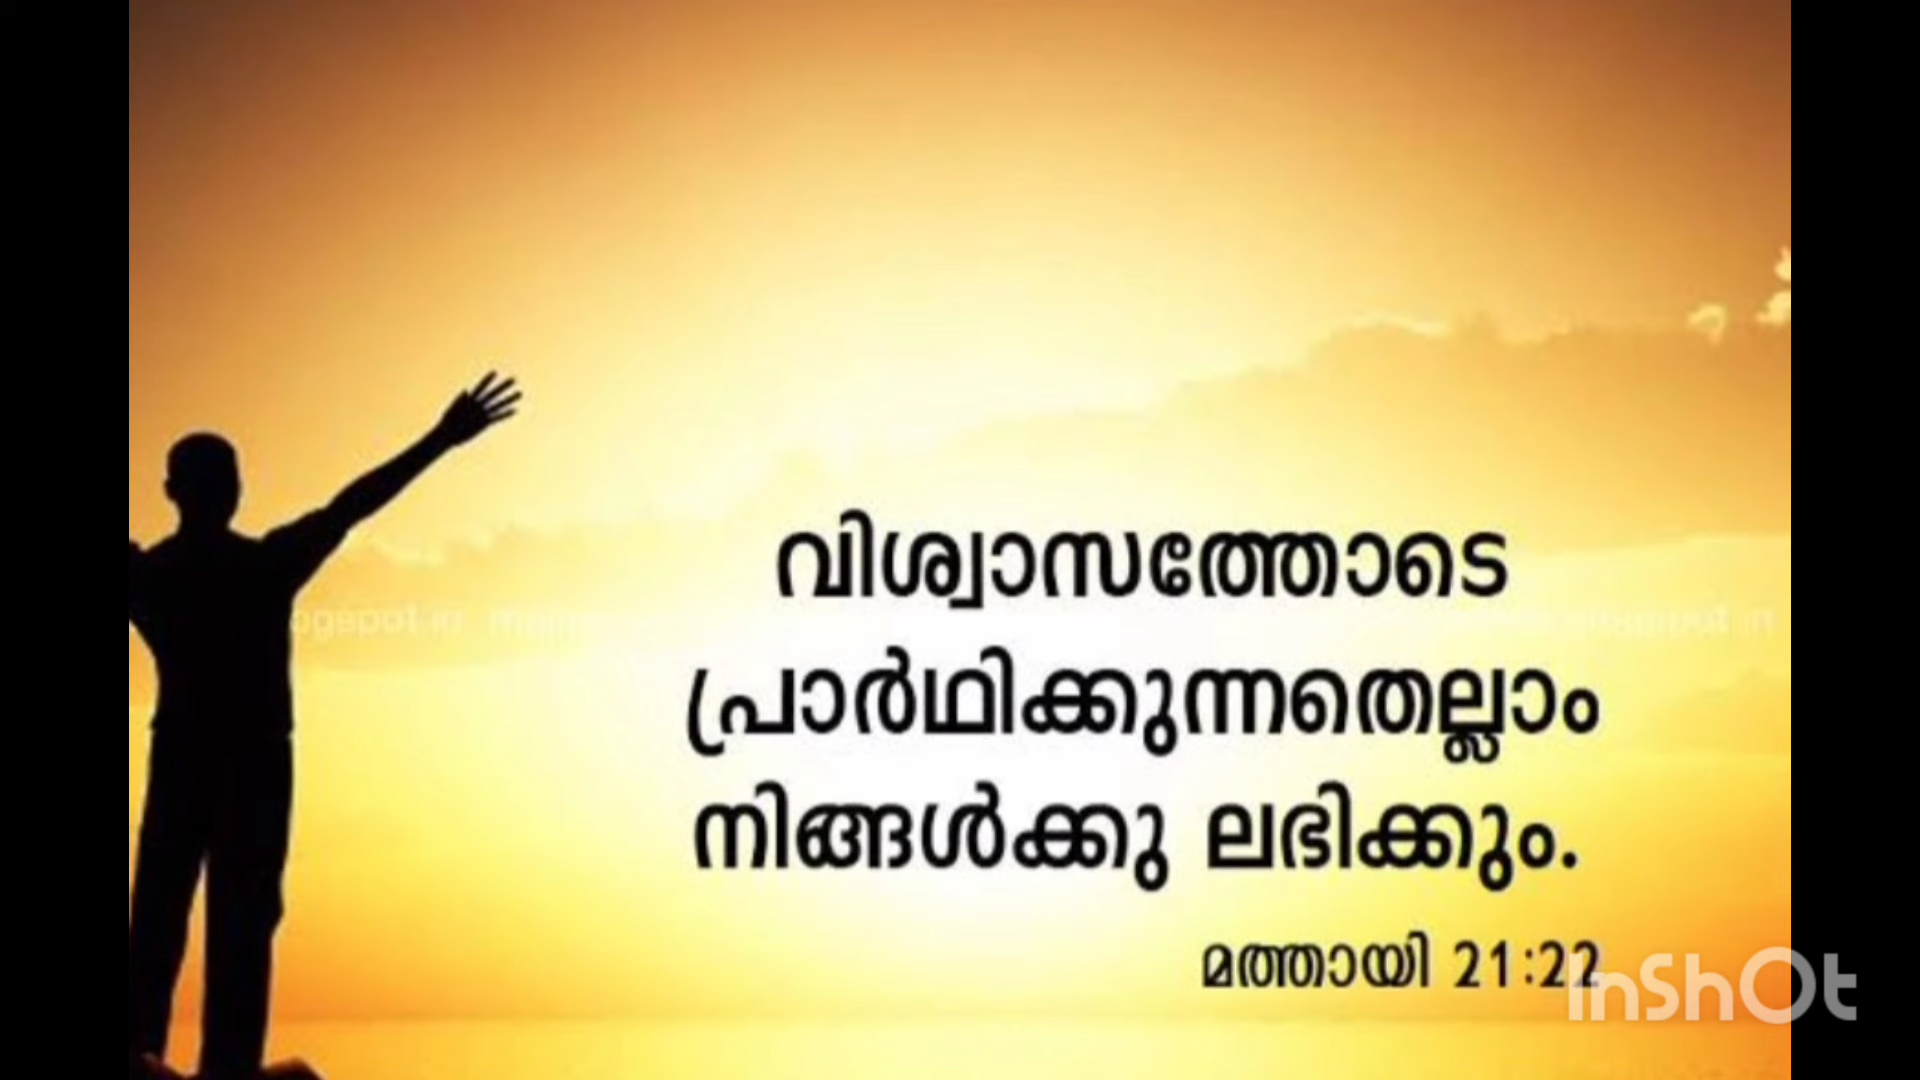 വിശ്വാസത്തോടെ
പ്രാർഥിക്കുന്നതെല്ലാം
നിങ്ങൾക്കു ലഭിക്കും.
മത്തായി 21:22
InShOt